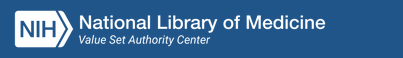 NIH
National Library of Medicine
Value Set Authority Center